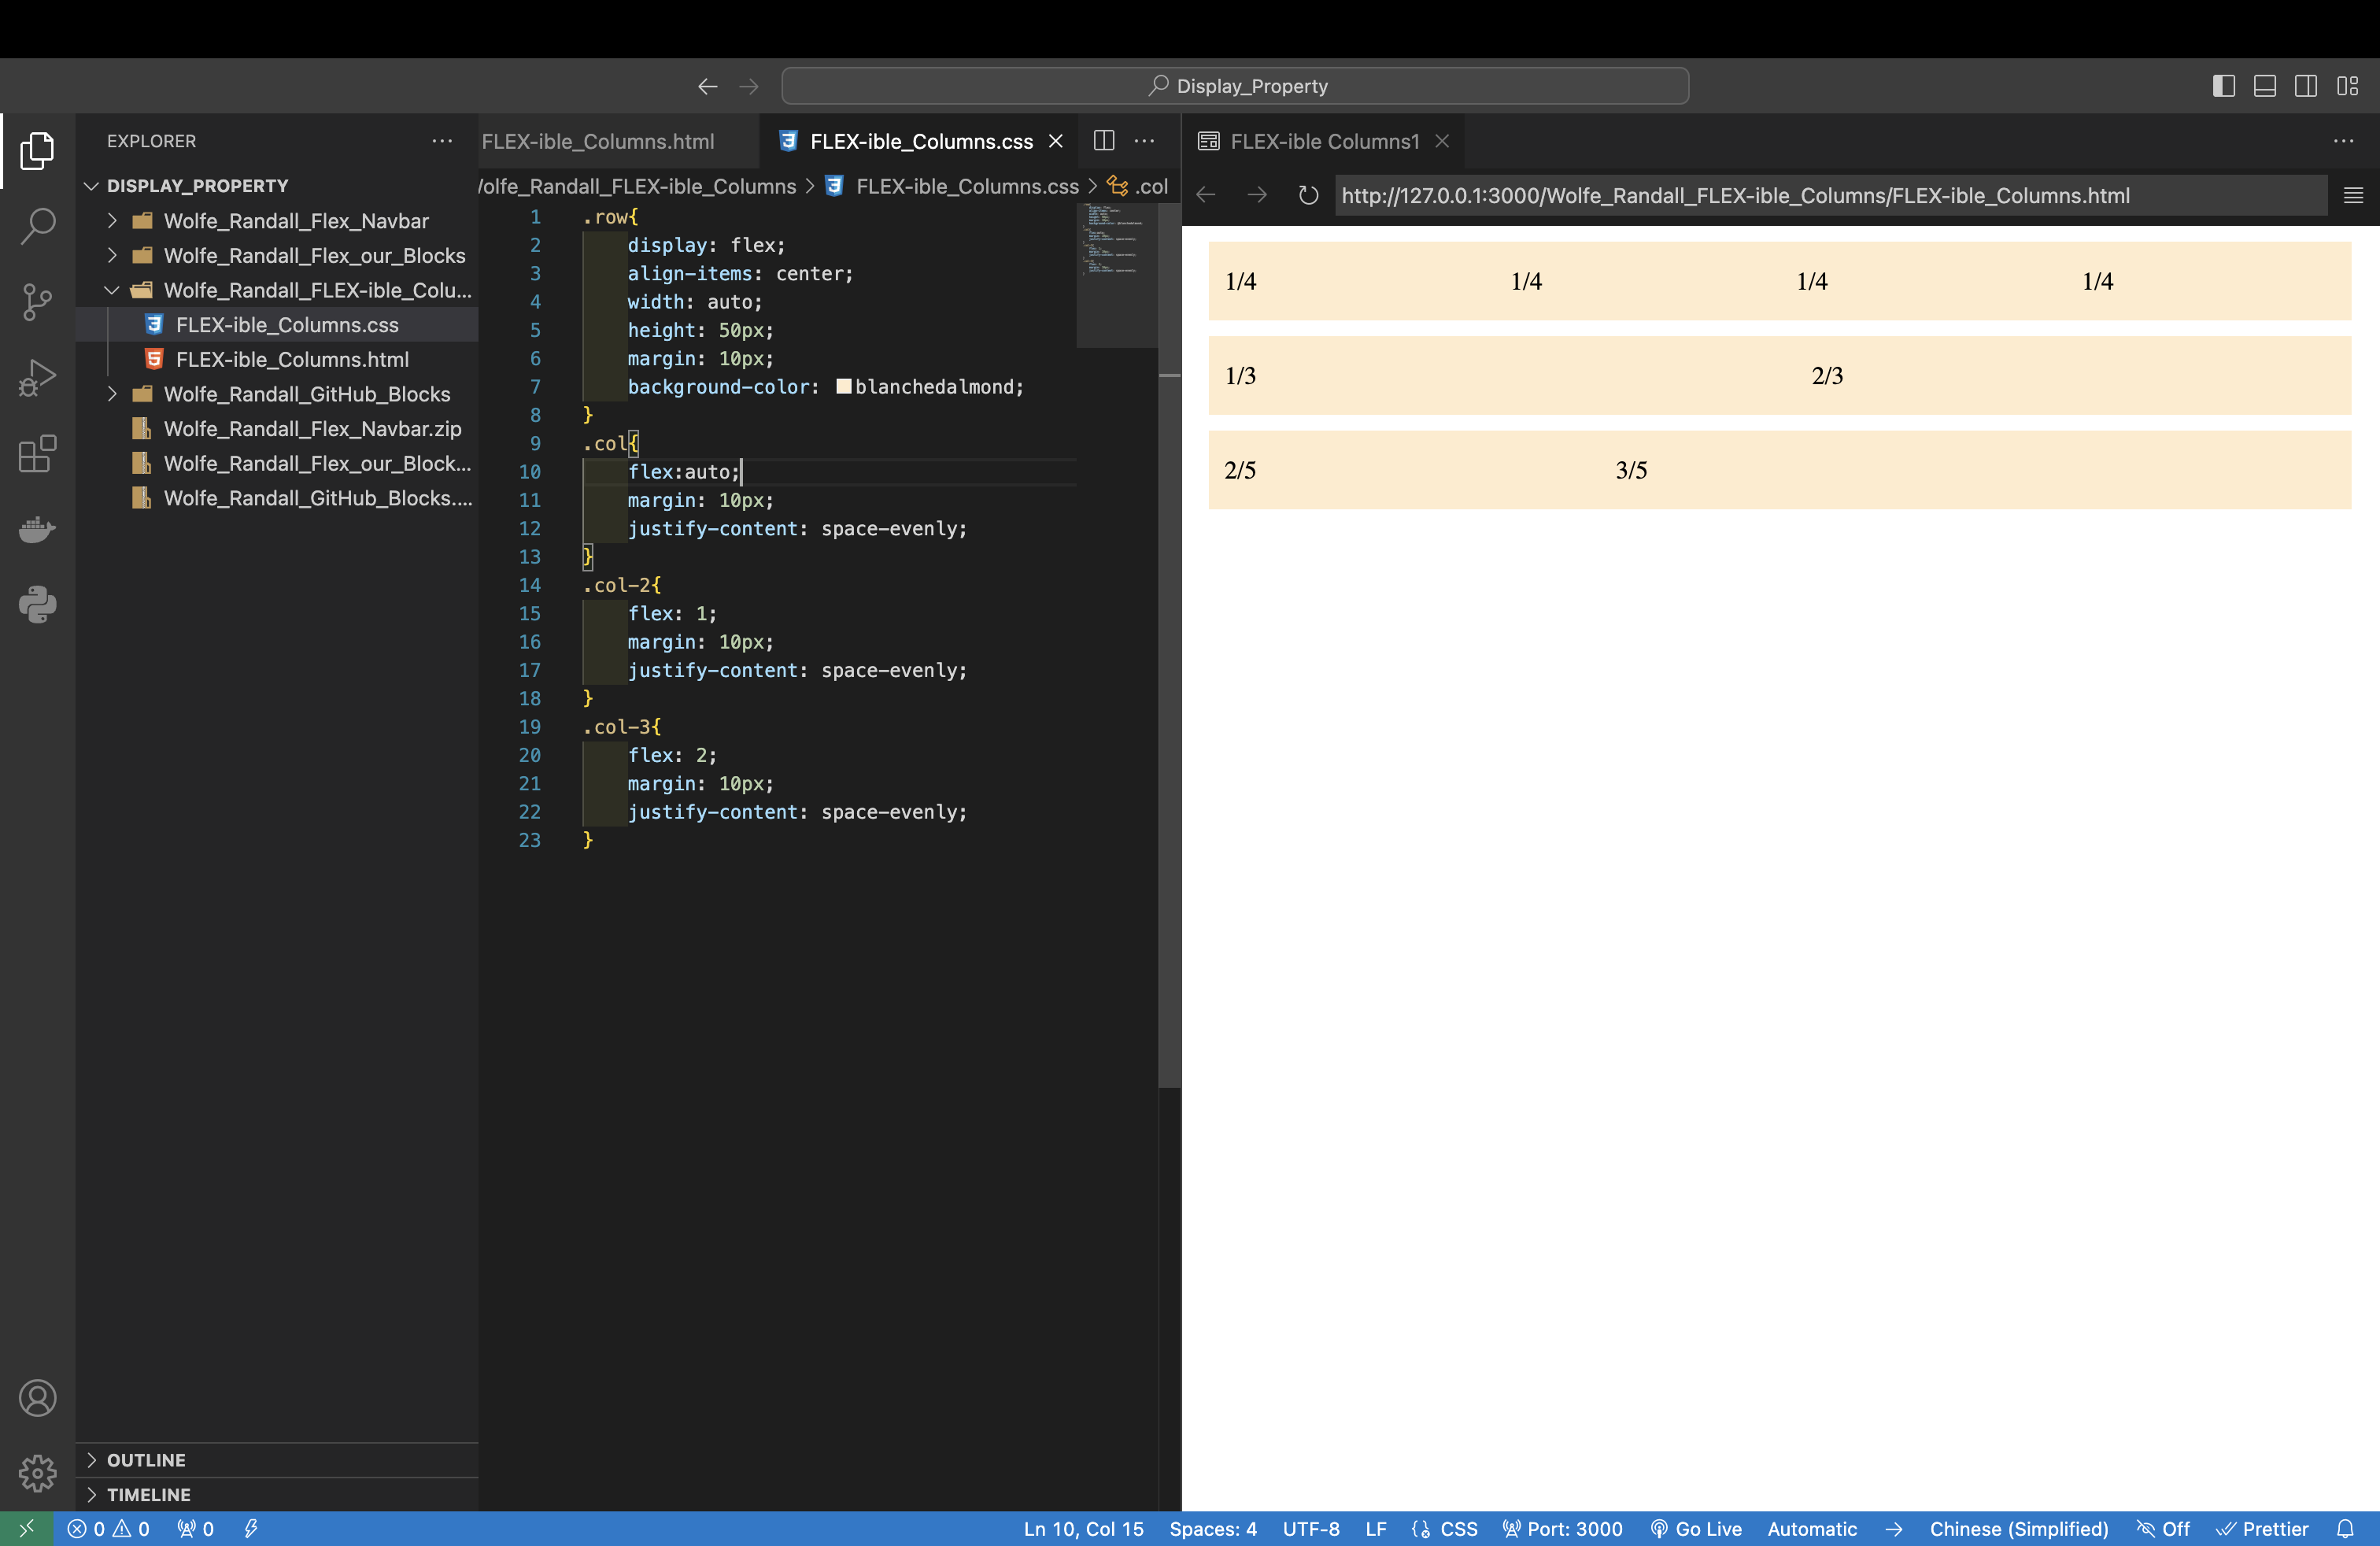 Display_Property
EXPLORER
DISPLAY_PROPERTY
Wolfe_Randall_Flex_Navbar
Wolfe_Randall_Flex_our_Blocks
Wolfe_Randall_FLEX-ible_Colu...
FLEX-ible_Columns.css
FLEX-ible_Columns.html
Wolfe_Randall_GitHub_Blocks
Wolfe_Randall_Flex_Navbar.zip
Wolfe_Randall_Flex_our_Block...
Wolfe_Randall_GitHub_Blocks....
OUTLINE
TIMELINE
FLEX-ible_Columns.html
FLEX-ible_Columns.css
olfe_Randall_FLEX-ible_Columns > FLEX-ible_Columns.css > .col
1 .row{
2 display: flex;
3 align-items: center;
4 width: auto;
5 height: 50px;
6 margin: 10px;
7 background-color: blanchedalmond;
8 }
9 .col{
10 flex:auto;
11 margin: 10px;
12 justify-content: space-evenly;
13 }
14 .col-2{
15 flex: 1;
16 margin: 10px;
17 justify-content: space-evenly;
18 }
19 .col-3{
20 flex: 2;
21 margin: 10px;
22 justify-content: space-evenly;
23 }
FLEX-ible Columns1
http://127.0.0.1:3000/Wolfe_Randall_FLEX-ible_Columns/FLEX-ible_Columns.html
1/4 1/4 1/4 1/4
1/3 2/3
2/5 3/5
0 0 0 Ln 10, Col 15 Spaces: 4 UTF-8 LF CSS Port: 3000 Go Live Automatic Chinese (Simplified) Off Prettier